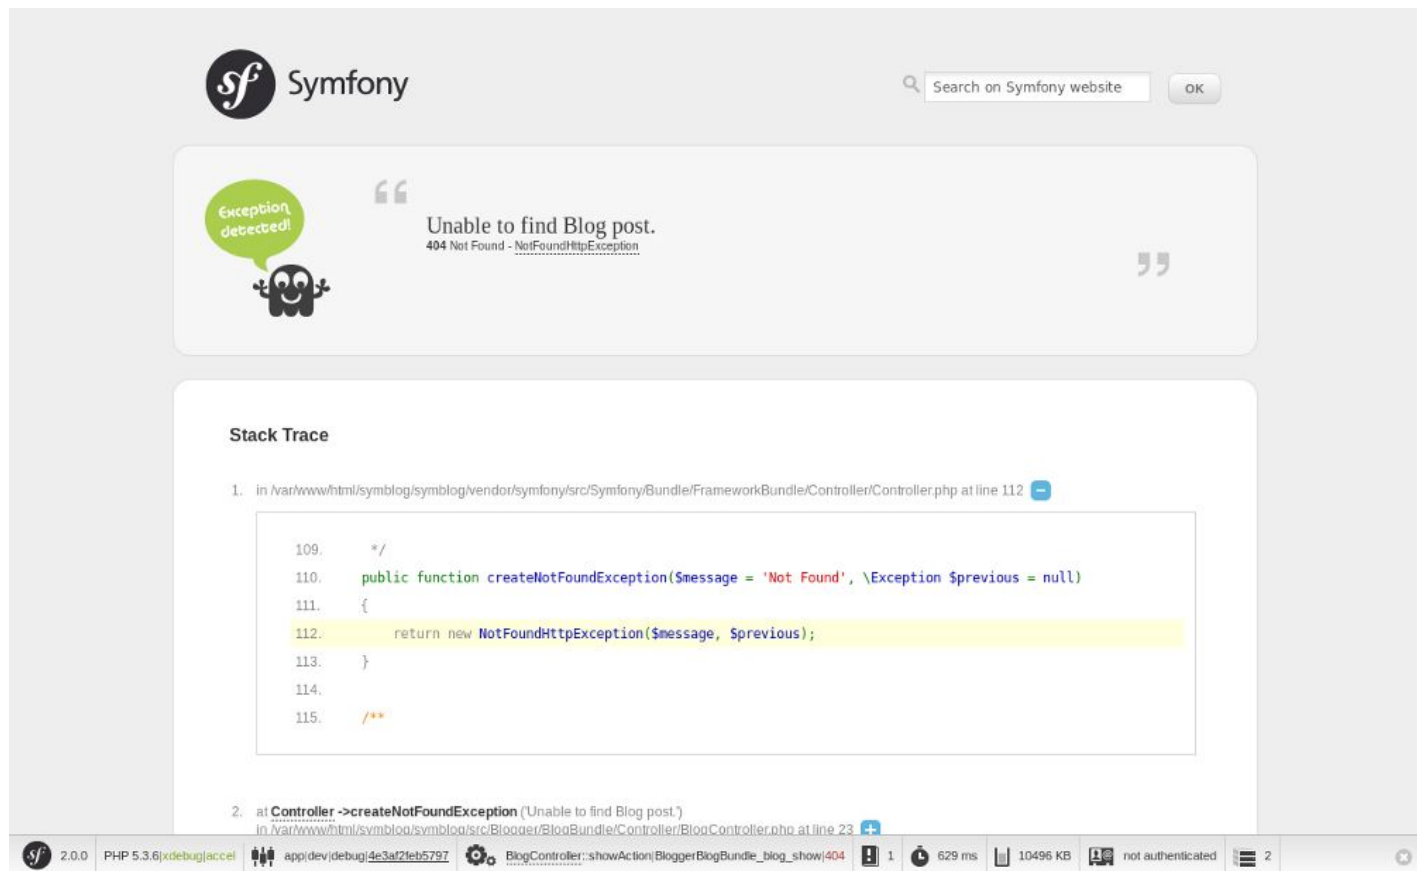 sf Symfony
Search on Symfony website
OK
Exception
detected!
“
Unable to find Blog post.
404 Not Found - NotFoundHttpException
”
Stack Trace
1. in /var/www/html/symblog/symblog/vendor/symfony/src/Symfony/Bundle/FrameworkBundle/Controller/Controller.php at line 112
109. */
110. public function createNotFoundException($message = 'Not Found', \Exception $previous = null)
111. {
112. return new NotFoundHttpException($message, $previous);
113. }
114.
115. /**
2. at Controller ->createNotFoundException ('Unable to find Blog post.')
in /var/www/html/symblog/symblog/src/Blogger/BlogBundle/Controller/BlogController.php at line 23
sf 2.0.0 PHP 5.3.6|xdebug|accel app|dev|debug|4e3af2feb5797 BlogController::showAction|BloggerBlogBundle_blog_show|404 1 629 ms 10496 KB not authenticated 2